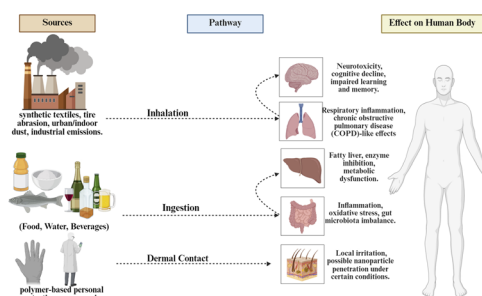 Sources
Pathway
Effect on Human Body
synthetic textiles, tire
abrasion, urban/indoor
dust, industrial emissions.
Inhalation
Neurotoxicity,
cognitive decline,
impaired learning
and memory.
Respiratory inflammation,
chronic obstructive
pulmonary disease
(COPD)-like effects
Fatty liver, enzyme
inhibition,
metabolic
dysfunction.
(Food, Water, Beverages)
Ingestion
Inflammation,
oxidative stress, gut
microbiota imbalance.
Dermal Contact
Local irritation,
possible nanoparticle
penetration under
certain conditions.
polymer-based personal